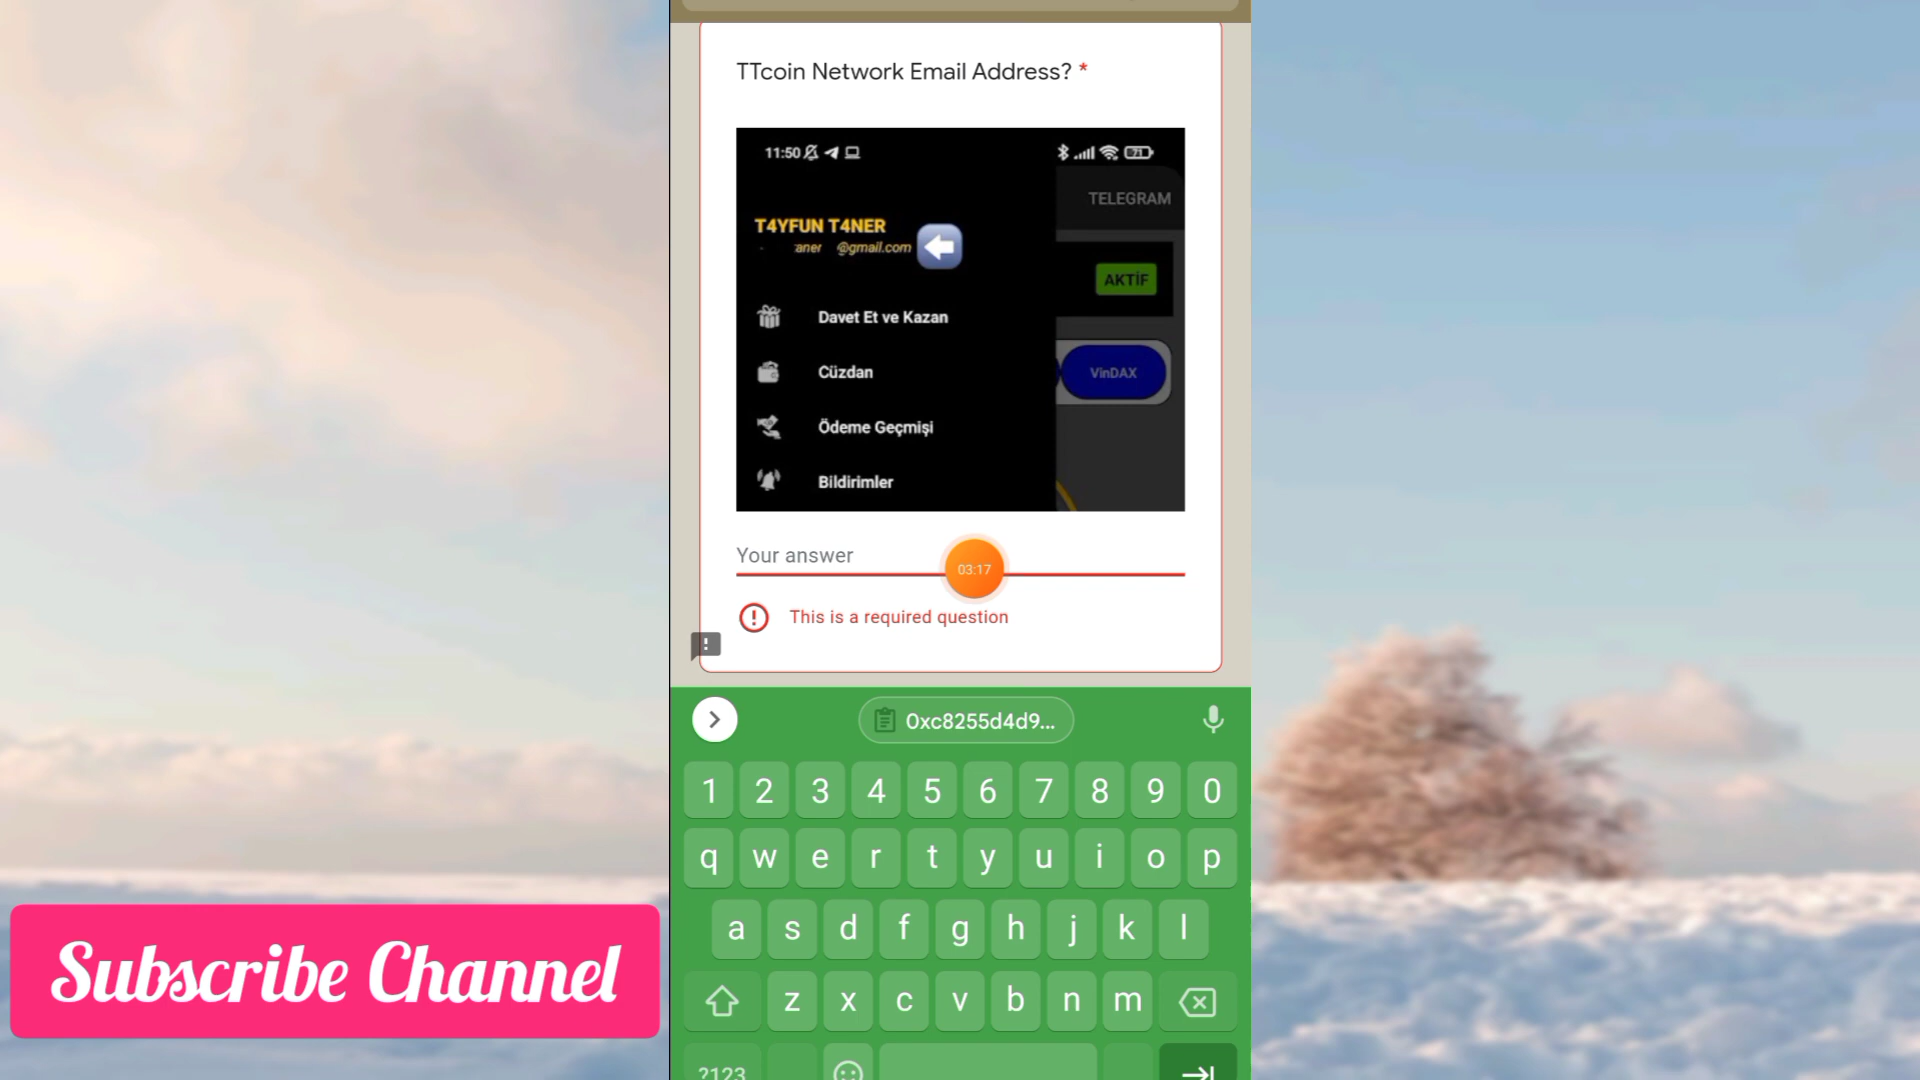 TTcoin Network Email Address? *
11:50
71
TELEGRAM
T4YFUN T4NER
aner @gmail.com
AKTİF
Davet Et ve Kazan
Cüzdan
VinDAX
Ödeme Geçmişi
Bildirimler
Your answer
03:17
This is a required question
!
0xc8255d4d9...
1 2 3 4 5 6 7 8 9 0
q w e r t y u i o p
a s d f g h j k l
z x c v b n m
?123
Subscribe Channel